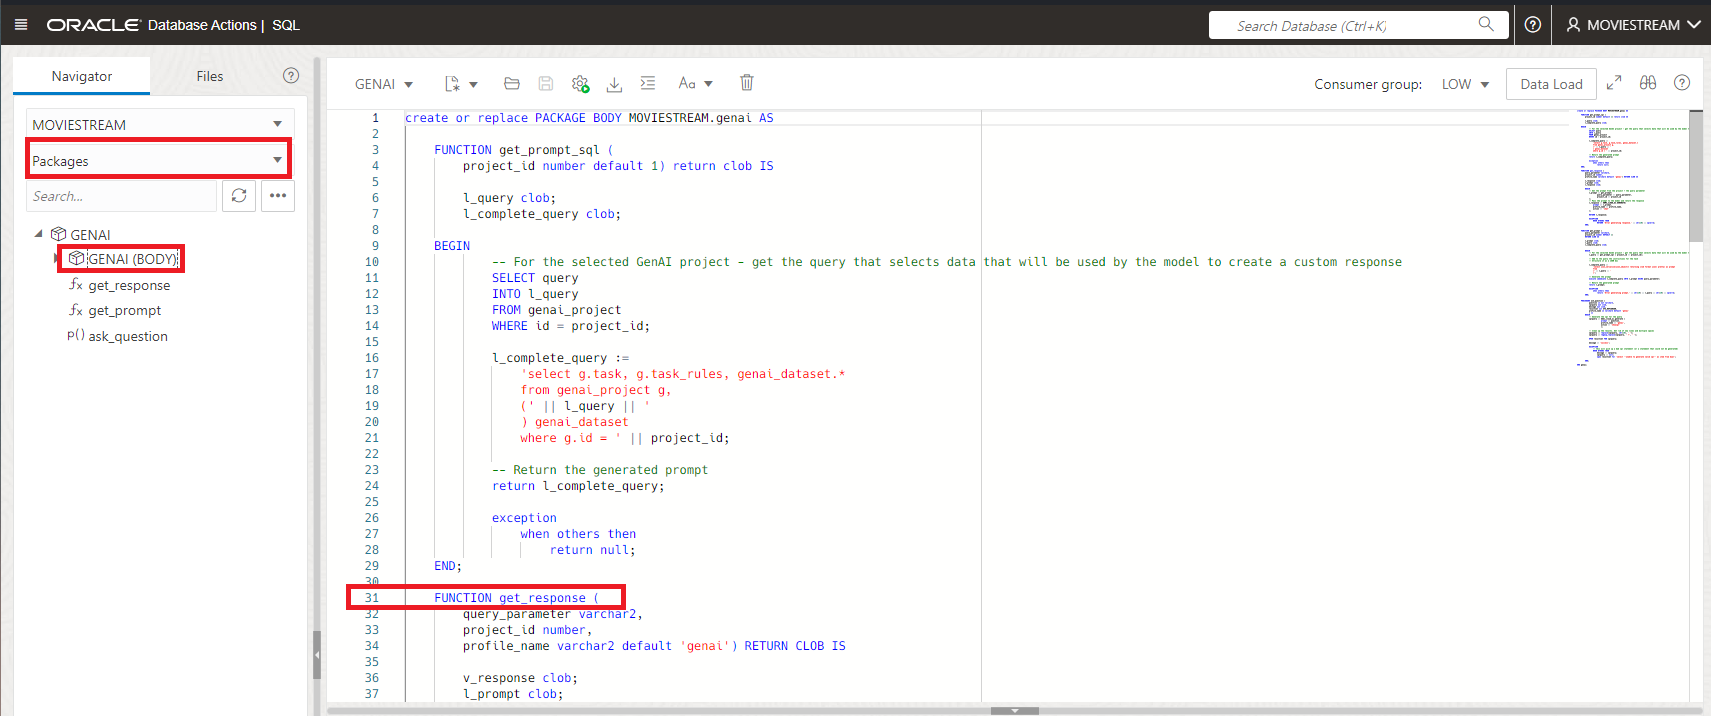 ORACLE Database Actions | SQL
Search Database (Ctrl+K)
MOVIESTREAM
Navigator
Files
MOVIESTREAM
Packages
Search...
GENAI
GENAI (BODY)
get_response
get_prompt
p() ask_question
GENAI
Aa
Consumer group:
LOW
Data Load
1 create or replace PACKAGE BODY MOVIESTREAM.genai AS
2
3 FUNCTION get_prompt_sql (
4 project_id number default 1) return clob IS
5
6 l_query clob;
7 l_complete_query clob;
8
9 BEGIN
10 -- For the selected GenAI project - get the query that selects data that will be used by the model to create a custom response
11 SELECT query
12 INTO l_query
13 FROM genai_project
14 WHERE id = project_id;
15
16 l_complete_query :=
17 'select g.task, g.task_rules, genai_dataset.*
18 from genai_project g,
19 (' || l_query || '
20 ) genai_dataset
21 where g.id = ' || project_id;
22
23 -- Return the generated prompt
24 return l_complete_query;
25
26 exception
27 when others then
28 return null;
29 END;
30
31 FUNCTION get_response (
32 query_parameter varchar2,
33 project_id number,
34 profile_name varchar2 default 'genai') RETURN CLOB IS
35
36 v_response clob;
37 l_prompt clob;